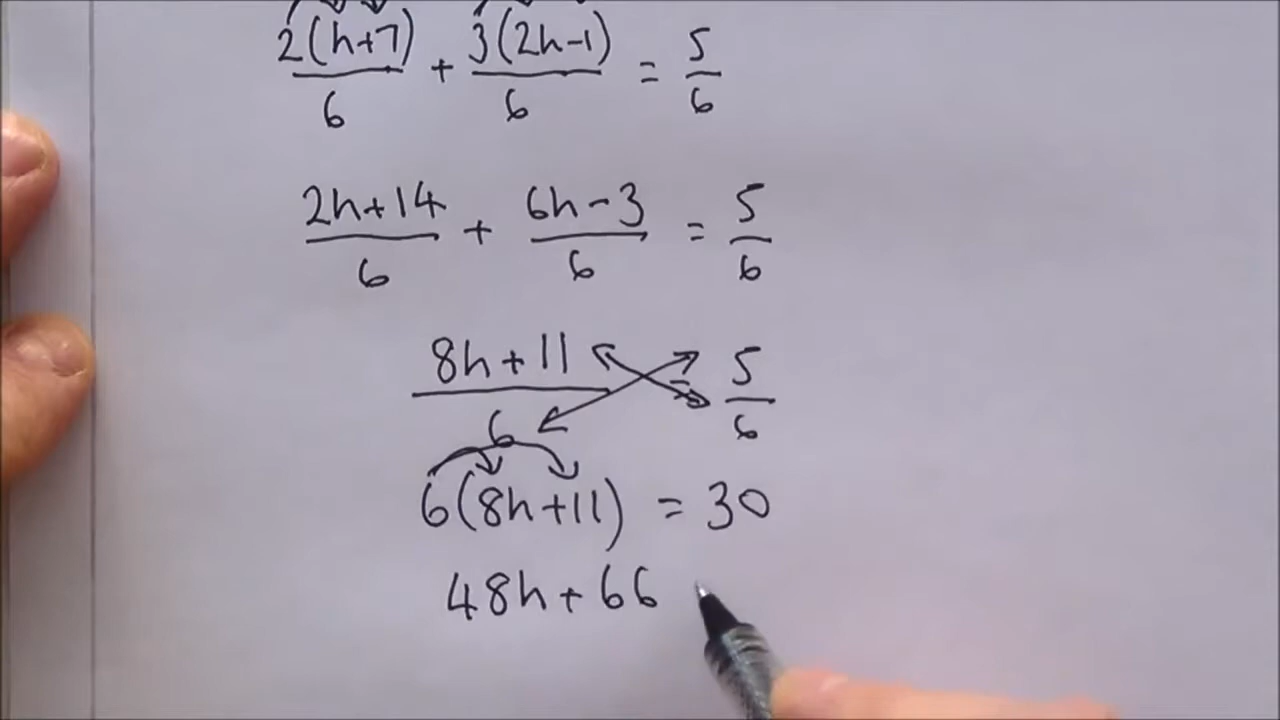 2(h+7)/6 + 3(2h-1)/6 = 5/6
2h+14/6 + 6h-3/6 = 5/6
8h+11/6 = 5/6
6(8h+11) = 30
48h+66